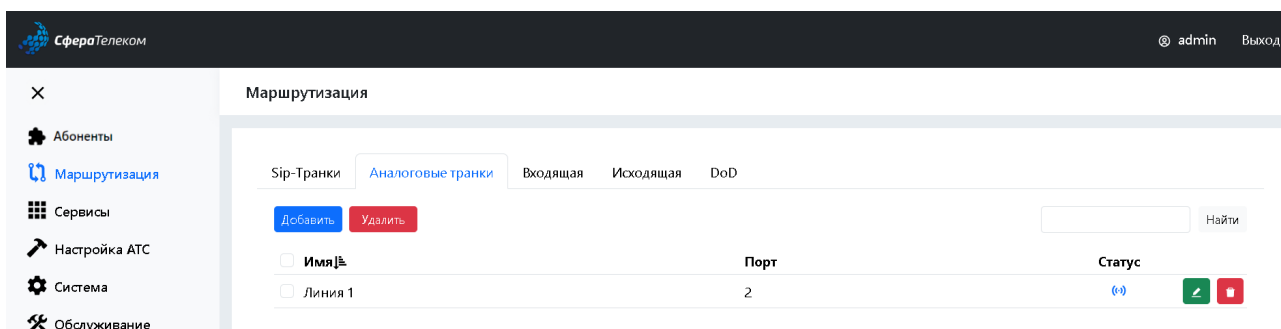 СфераТелеком
admin Выход
Маршрутизация
Абоненты
Маршрутизация
Сервисы
Настройка АТС
Система
Обслуживание
Sip-Транки Аналоговые транки Входящая Исходящая DoD
Добавить Удалить Найти
Имя Порт Статус
Линия 1 2